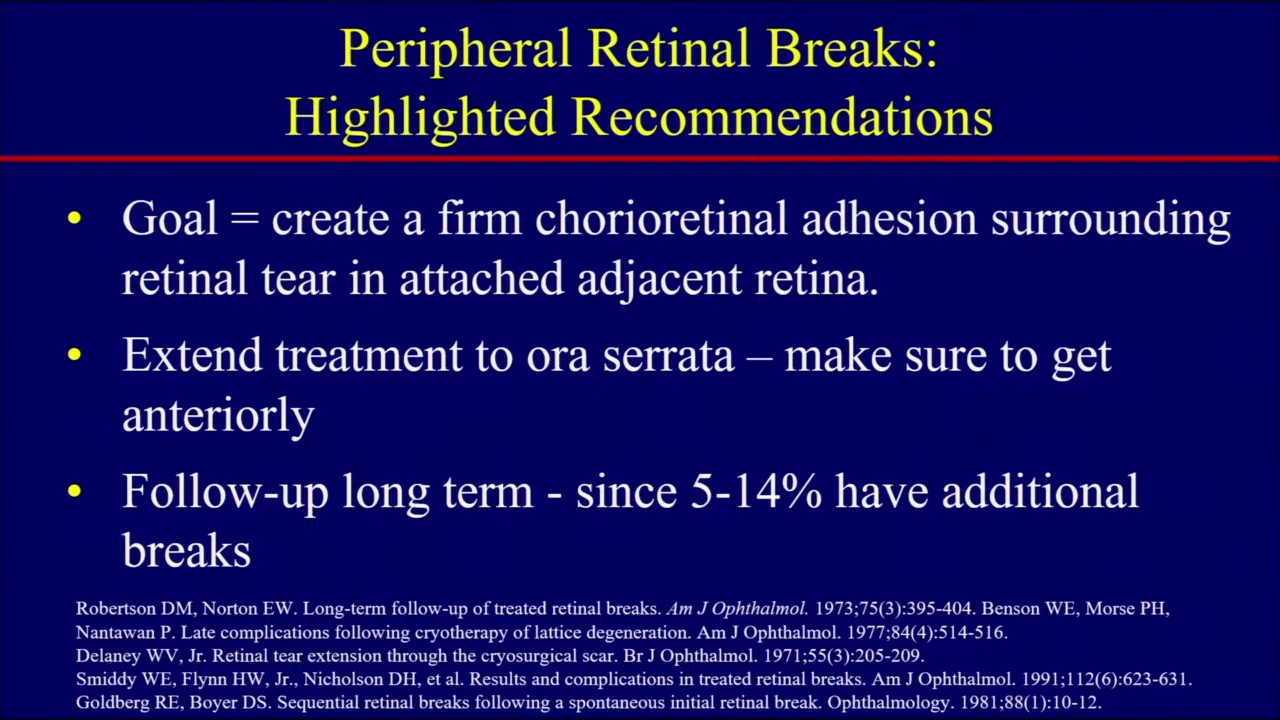 Peripheral Retinal Breaks:
Highlighted Recommendations
• Goal = create a firm chorioretinal adhesion surrounding
retinal tear in attached adjacent retina.
• Extend treatment to ora serrata – make sure to get
anteriorly
• Follow-up long term - since 5-14% have additional
breaks
Robertson DM, Norton EW. Long-term follow-up of treated retinal breaks. Am J Ophthalmol. 1973;75(3):395-404. Benson WE, Morse PH,
Nantawan P. Late complications following cryotherapy of lattice degeneration. Am J Ophthalmol. 1977;84(4):514-516.
Delaney WV, Jr. Retinal tear extension through the cryosurgical scar. Br J Ophthalmol. 1971;55(3):205-209.
Smiddy WE, Flynn HW, Jr., Nicholson DH, et al. Results and complications in treated retinal breaks. Am J Ophthalmol. 1991;112(6):623-631.
Goldberg RE, Boyer DS. Sequential retinal breaks following a spontaneous initial retinal break. Ophthalmology. 1981;88(1):10-12.